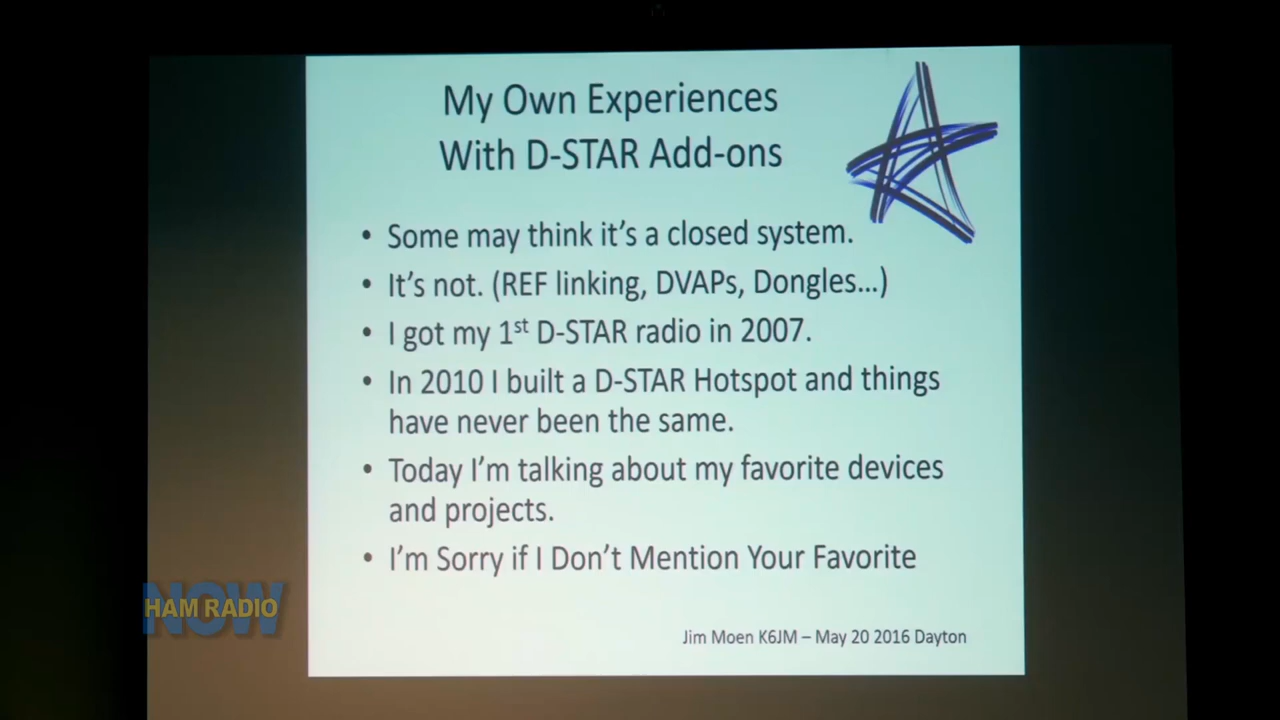 My Own Experiences
With D-STAR Add-ons
• Some may think it's a closed system.
• It's not. (REF linking, DVAPs, Dongles...)
• I got my 1st D-STAR radio in 2007.
• In 2010 I built a D-STAR Hotspot and things
have never been the same.
• Today I'm talking about my favorite devices
and projects.
• I'm Sorry if I Don't Mention Your Favorite
HAM RADIO
NOW
Jim Moen K6JM – May 20 2016 Dayton